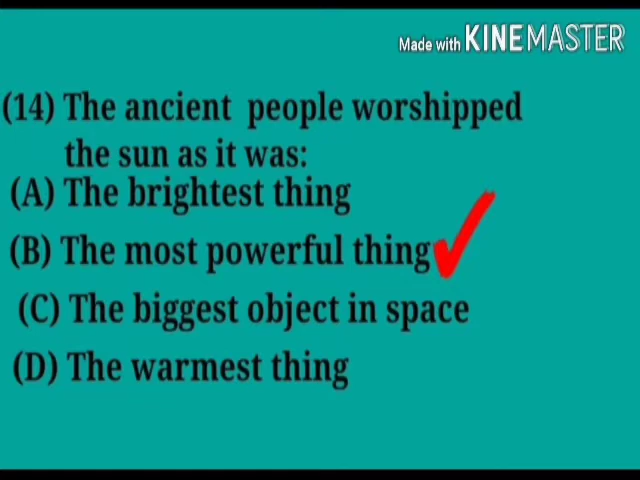 Made with KINEMASTER
(14) The ancient people worshipped
the sun as it was:
(A) The brightest thing
(B) The most powerful thing
(C) The biggest object in space
(D) The warmest thing